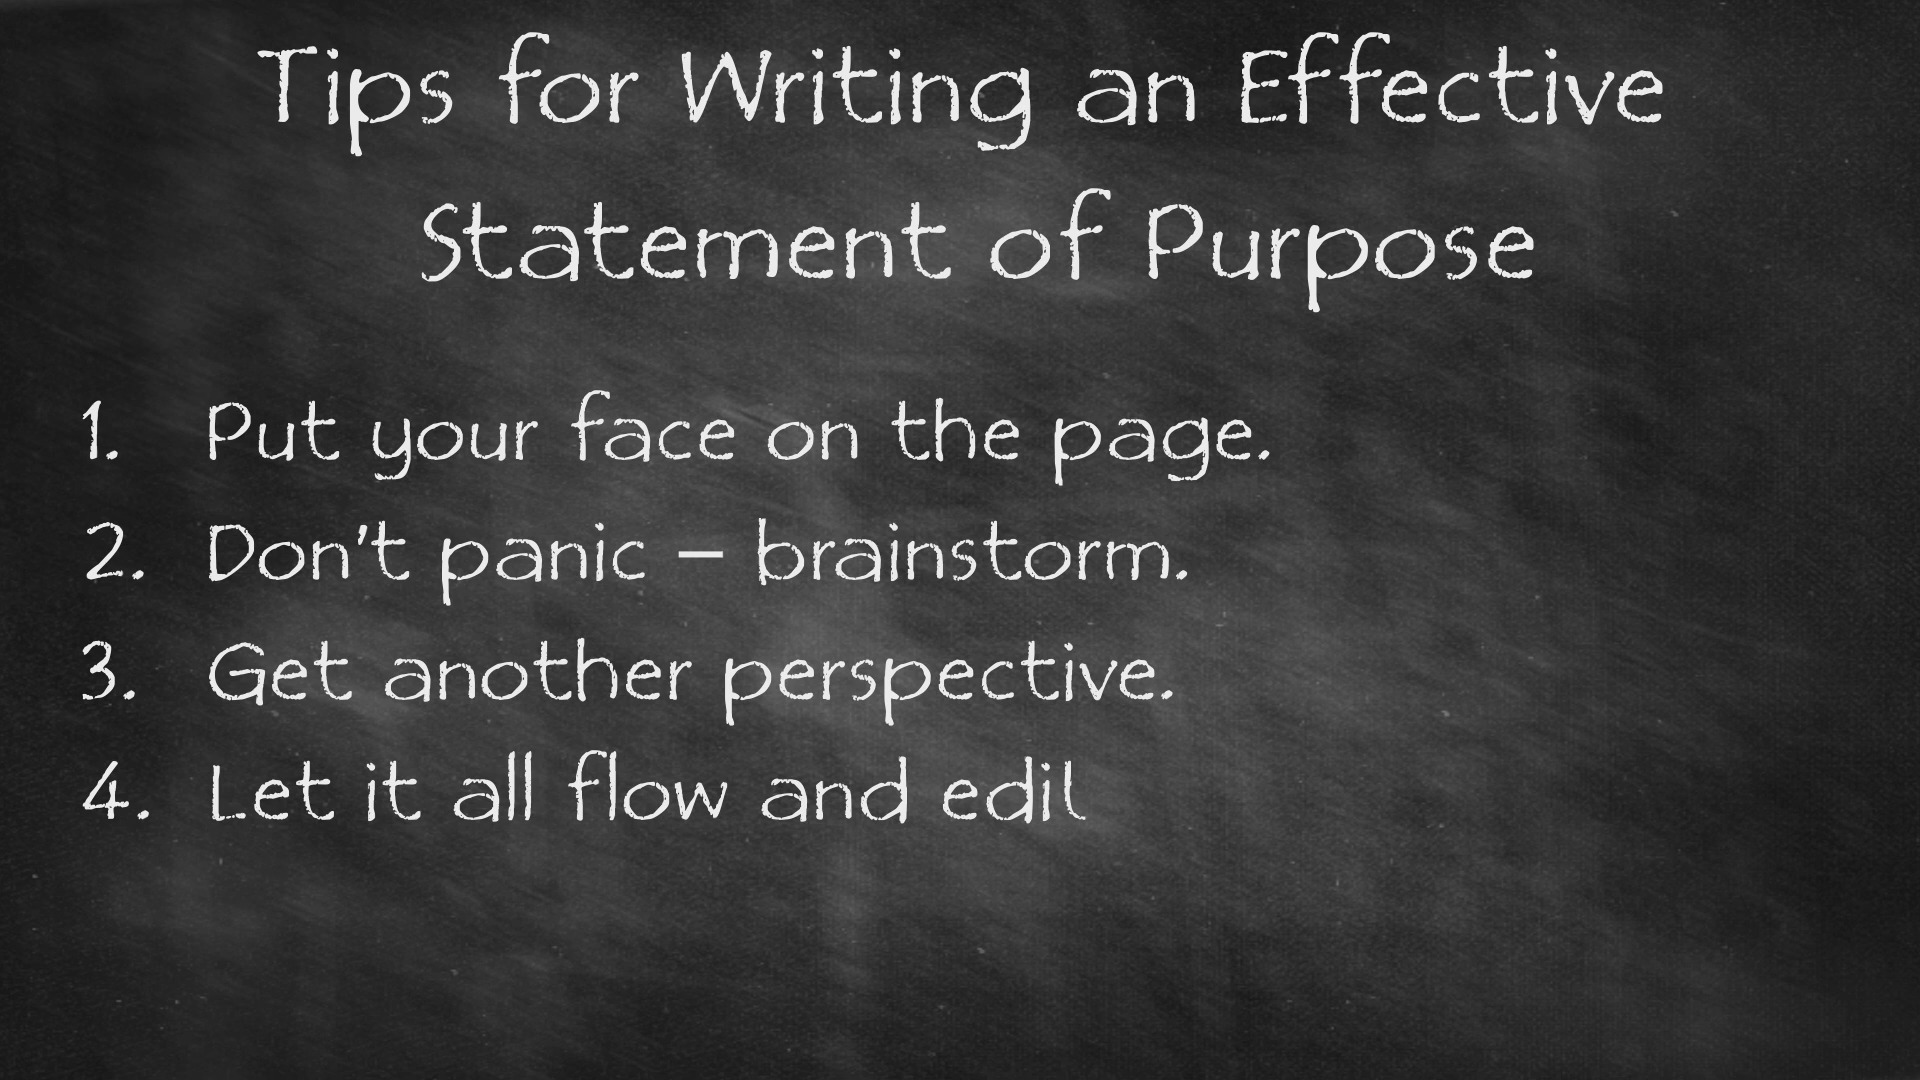 Tips for Writing an Effective
Statement of Purpose
1. Put your face on the page.
2. Don't panic – brainstorm.
3. Get another perspective.
4. Let it all flow and